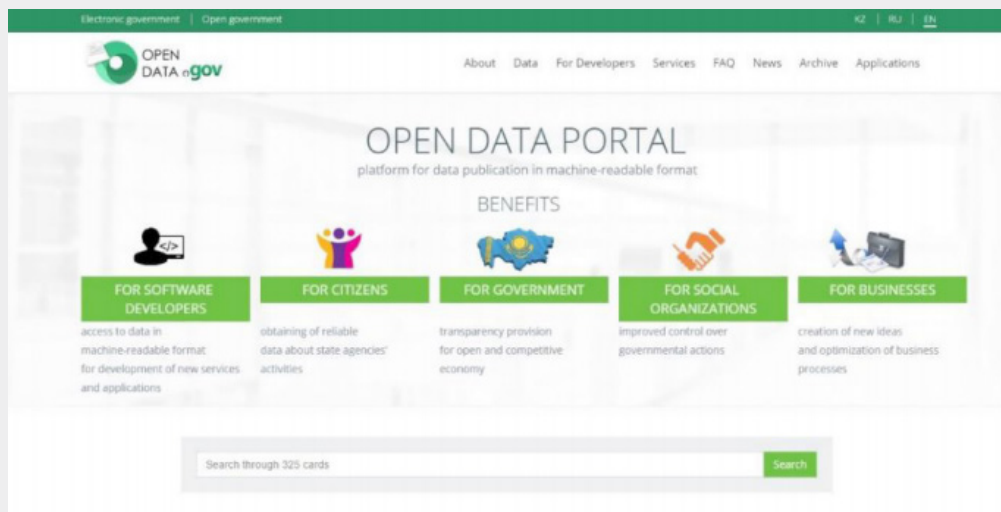 Electronic government | Open government
KZ | RU | EN
OPEN
DATA egov
About Data For Developers Services FAQ News Archive Applications
OPEN DATA PORTAL
platform for data publication in machine-readable format
BENEFITS
</>
FOR SOFTWARE
DEVELOPERS
access to data in
machine-readable format
for development of new services
and applications
FOR CITIZENS
obtaining of reliable
data about state agencies'
activities
FOR GOVERNMENT
transparency provision
for open and competitive
economy
FOR SOCIAL
ORGANIZATIONS
improved control over
governmental actions
FOR BUSINESSES
creation of new ideas
and optimization of business
processes
Search through 325 cards
Search